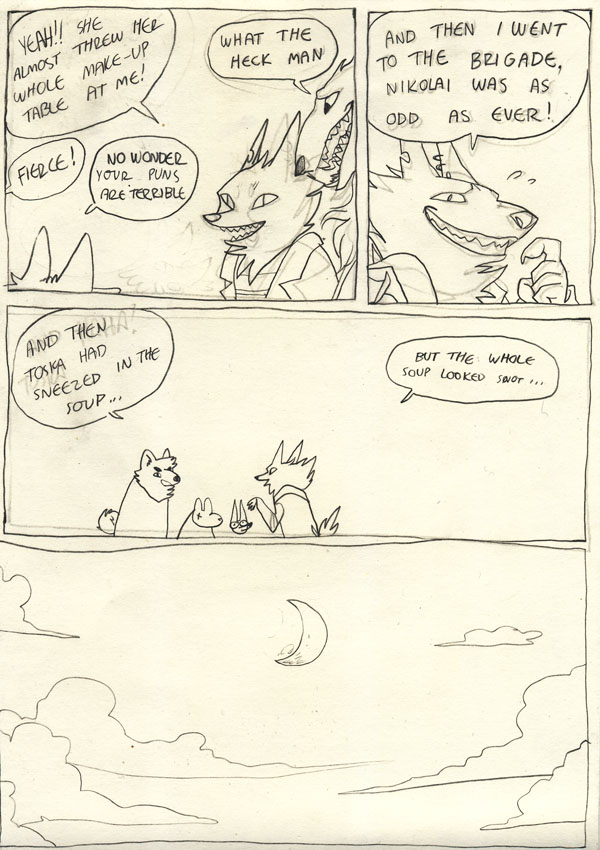 YEAH!! SHE
ALMOST THREW HER
WHOLE MAKE-UP
TABLE AT ME!
WHAT THE
HECK MAN
FIERCE!
NO WONDER
YOUR PUNS
ARE TERRIBLE
AND THEN I WENT
TO THE BRIGADE,
NIKOLAI WAS AS
ODD AS EVER!
AND THEN
TOSKA HAD
SNEEZED IN THE
SOUP...
BUT THE WHOLE
SOUP LOOKED SNOT...